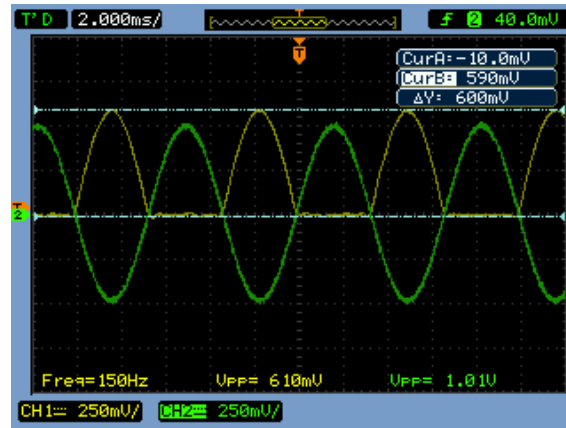 T'D 2.000ms/ T 2 40.0mV
T
CurA:-10.0mV
CurB: 590mV
ΔY: 600mV
T
2
Freq=150Hz VPP= 610mV VPP= 1.01V
CH1 250mV/ CH2 250mV/